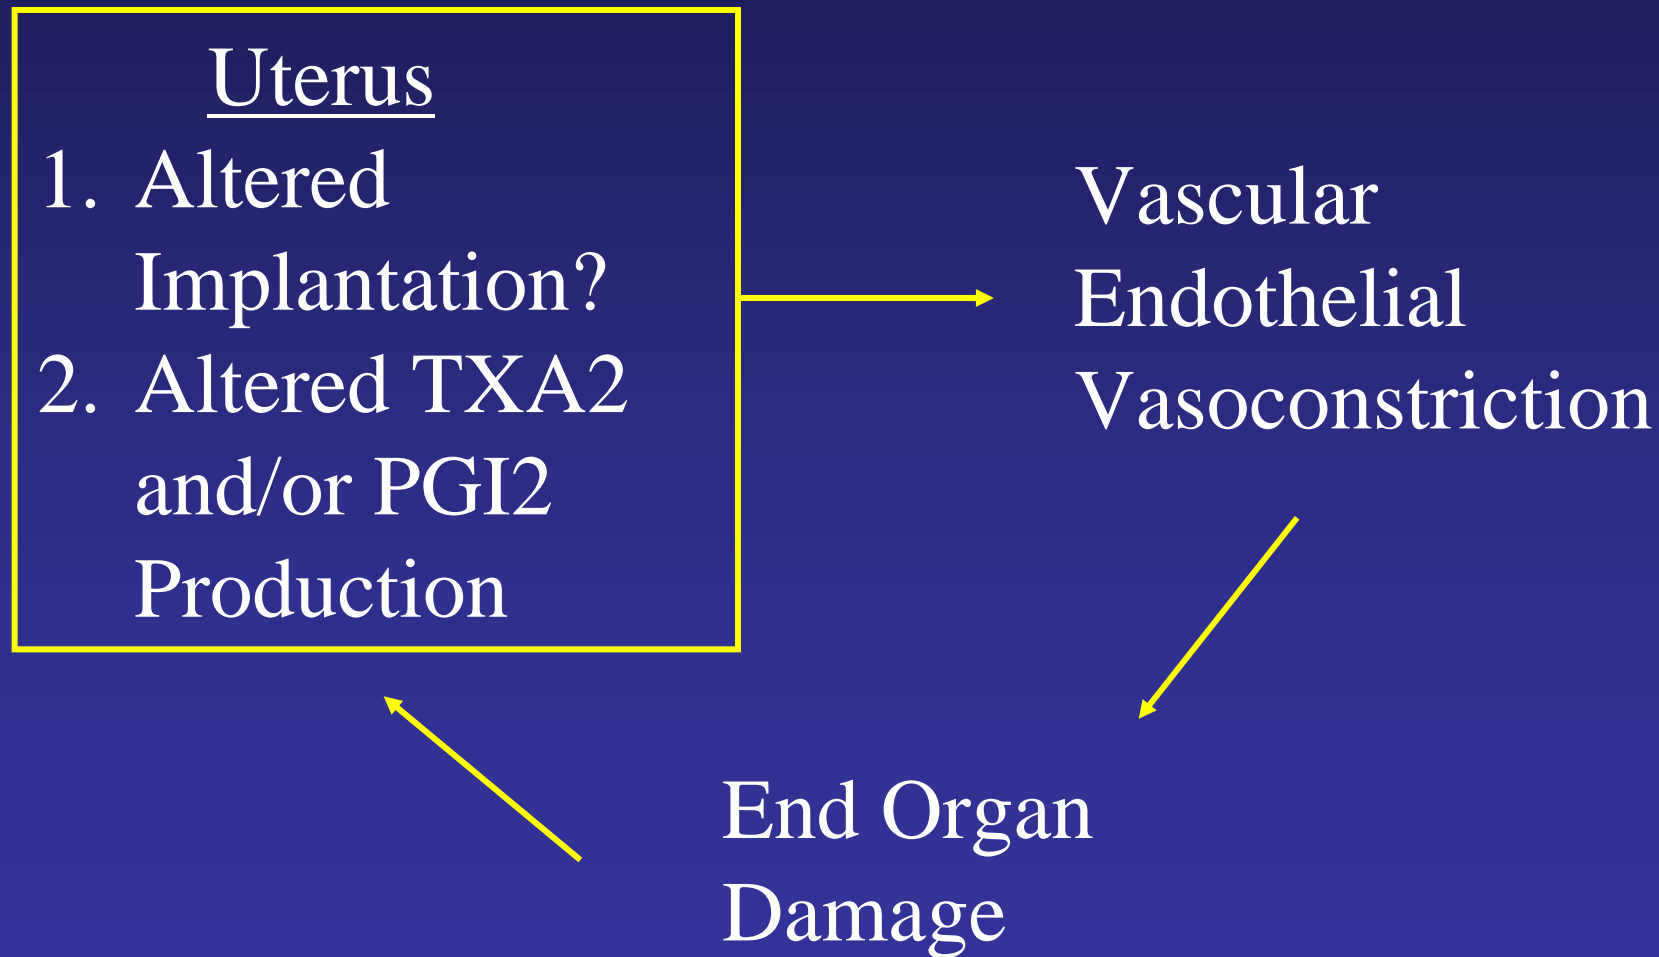 Uterus
1. Altered
Implantation?
2. Altered TXA2
and/or PGI2
Production
Vascular
Endothelial
Vasoconstriction
End Organ
Damage